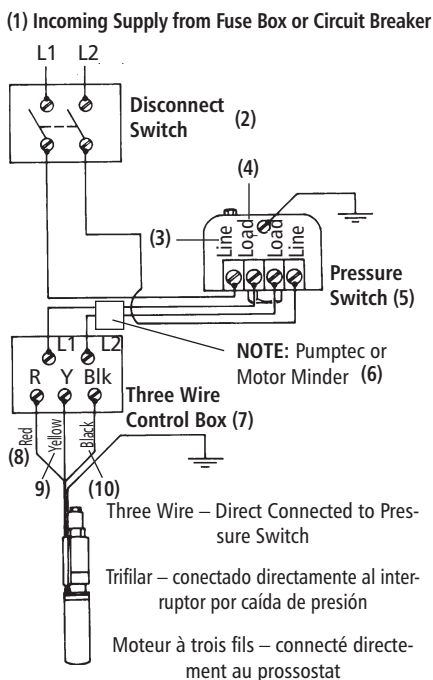 (1) Incoming Supply from Fuse Box or Circuit Breaker
L1 L2
Disconnect
Switch (2)
(4)
(3)
Line
Load
Load
Line
Pressure
Switch (5)
NOTE: Pumptec or
Motor Minder (6)
L1 L2
R Y Blk
Three Wire
Control Box (7)
Red
Yellow
Black
(8)
9)
(10)
Three Wire – Direct Connected to Pres-
sure Switch
Trifilar – conectado directamente al inter-
ruptor por caída de presión
Moteur à trois fils – connecté directe-
ment au prossostat